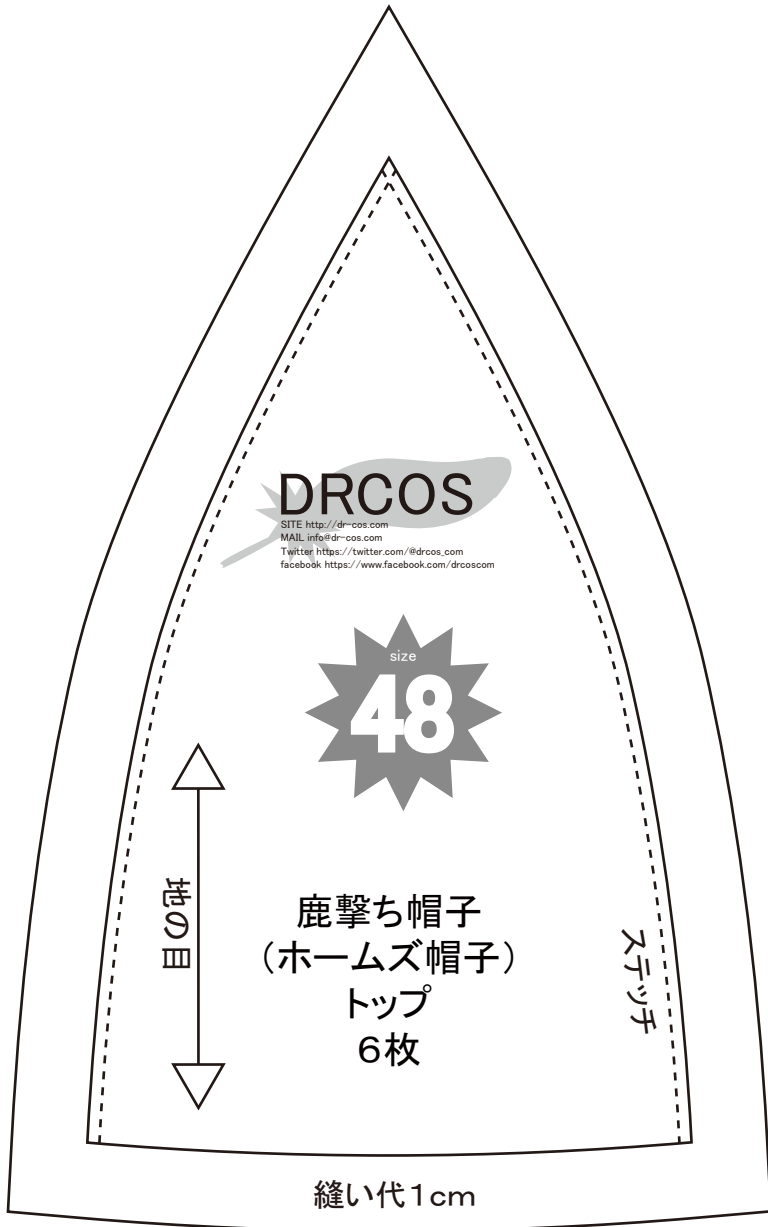 DRCOS
SITE http://dr-cos.com
MAIL info@dr-cos.com
Twitter https://twitter.com/@drcos_com
facebook https://www.facebook.com/drcoscom
size
48
地の目
鹿撃ち帽子
（ホームズ帽子）
トップ
６枚
ステッチ
縫い代１cm